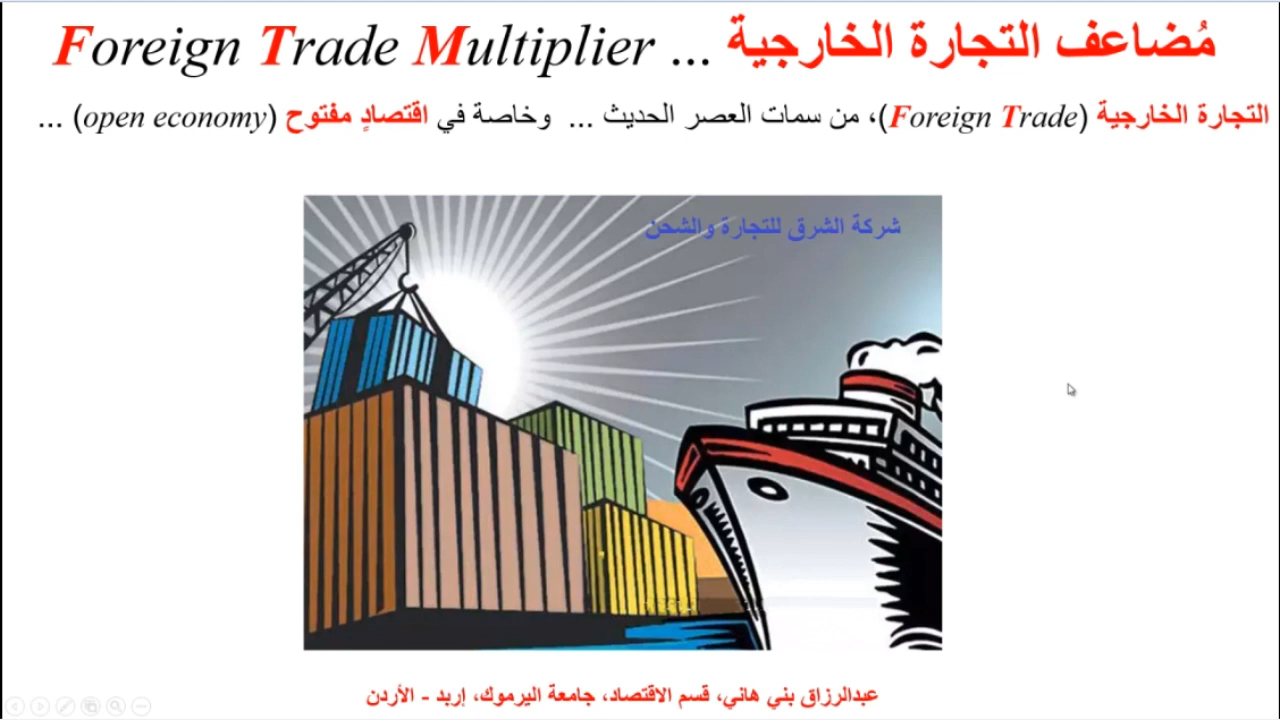 مُضاعف التجارة الخارجية ... Foreign Trade Multiplier
التجارة الخارجية (Foreign Trade)، من سمات العصر الحديث ... وخاصة في اقتصادٍ مفتوح (open economy) ...
شركة الشرق للتجارة والشحن
عبدالرزاق بني هاني، قسم الاقتصاد، جامعة اليرموك، إربد - الأردن